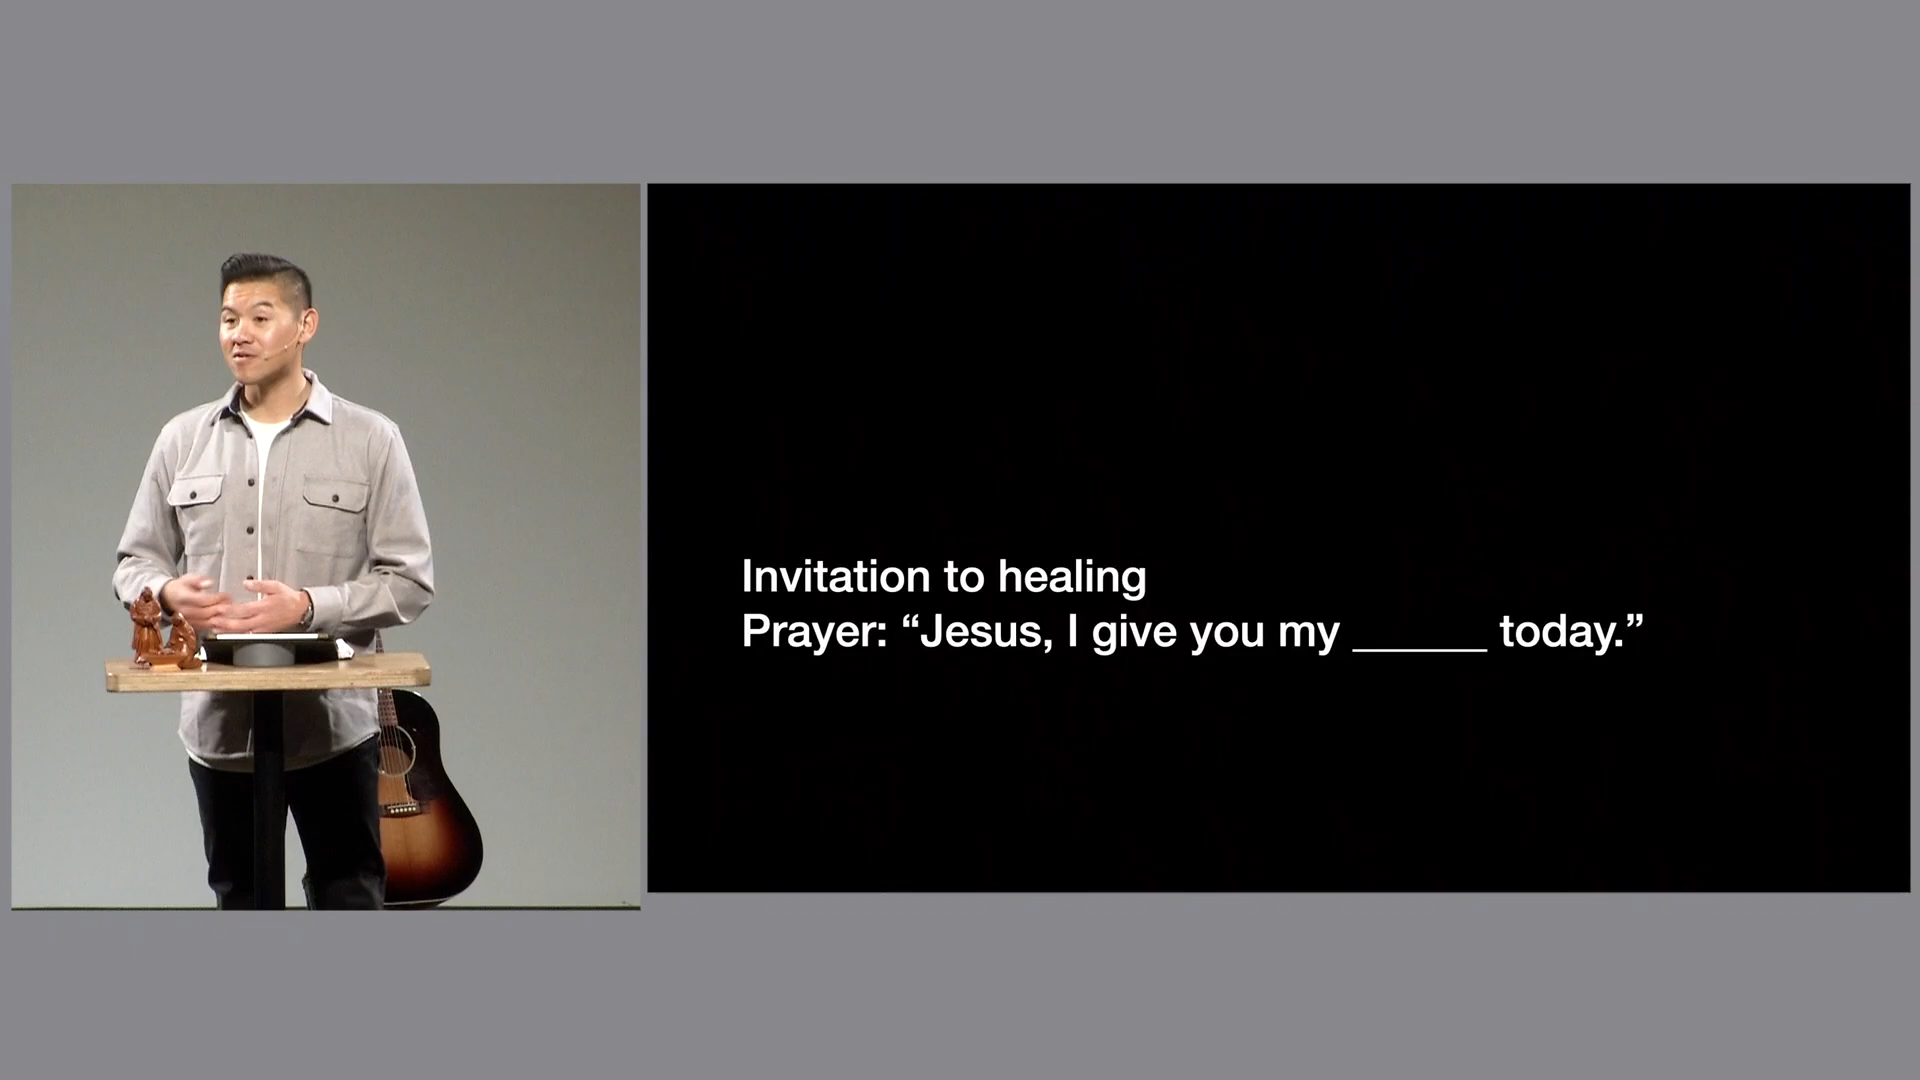 Invitation to healing
Prayer: “Jesus, I give you my ______ today.”